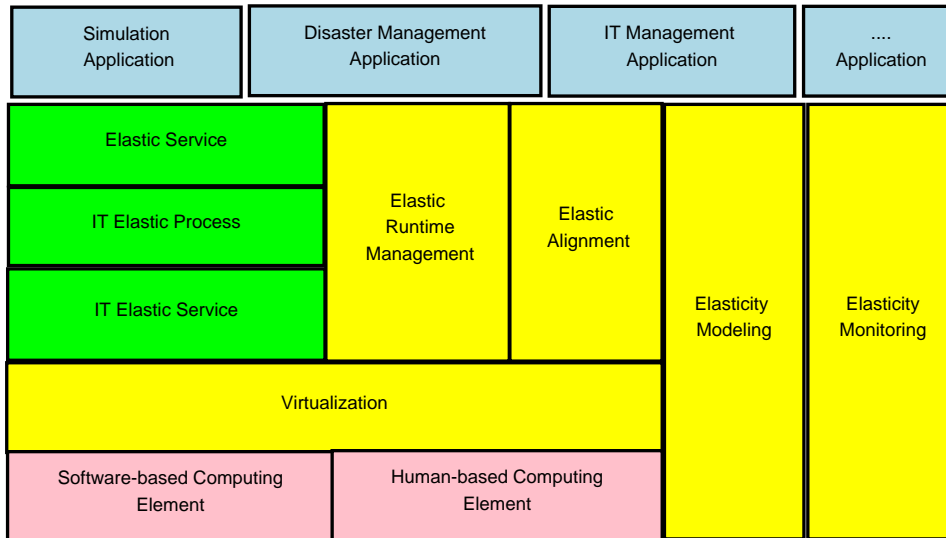 Simulation
Application
Disaster Management
Application
IT Management
Application
....
Application
Elastic Service
IT Elastic Process
IT Elastic Service
Elastic
Runtime
Management
Elastic
Alignment
Elasticity
Modeling
Elasticity
Monitoring
Virtualization
Software-based Computing
Element
Human-based Computing
Element